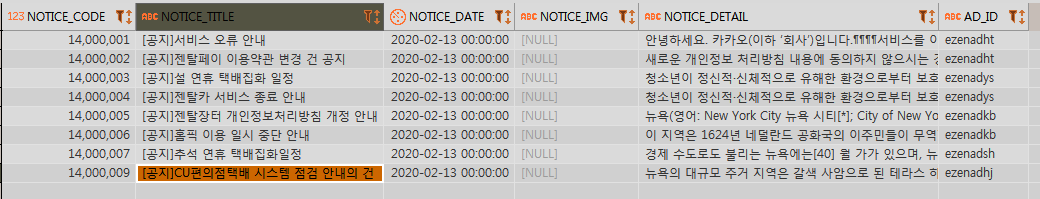 123 NOTICE_CODE ABC NOTICE_TITLE NOTICE_DATE ABC NOTICE_IMG ABC NOTICE_DETAIL ABC AD_ID
14,000,001 [공지]서비스 오류 안내 2020-02-13 00:00:00 [NULL] 안녕하세요. 카카오(이하 '회사')입니다.¶¶¶¶서비스를 이 ezenadht
14,000,002 [공지]젠탈페이 이용약관 변경 건 공지 2020-02-13 00:00:00 [NULL] 새로운 개인정보 처리방침 내용에 동의하지 않으시는 경 ezenadht
14,000,003 [공지]설 연휴 택배집화 일정 2020-02-13 00:00:00 [NULL] 청소년이 정신적·신체적으로 유해한 환경으로부터 보호 ezenadys
14,000,004 [공지]젠탈카 서비스 종료 안내 2020-02-13 00:00:00 [NULL] 청소년이 정신적·신체적으로 유해한 환경으로부터 보호 ezenadys
14,000,005 [공지]젠탈장터 개인정보처리방침 개정 안내 2020-02-13 00:00:00 [NULL] 뉴욕(영어: New York City 뉴욕 시티[*]; City of New Yo ezenadkb
14,000,006 [공지]홈픽 이용 일시 중단 안내 2020-02-13 00:00:00 [NULL] 이 지역은 1624년 네덜란드 공화국의 이주민들이 무역 ezenadkb
14,000,007 [공지]추석 연휴 택배집화일정 2020-02-13 00:00:00 [NULL] 경제 수도로도 불리는 뉴욕에는[40] 월 가가 있으며, 뉴 ezenadsh
14,000,009 [공지]CU편의점택배 시스템 점검 안내의 건 2020-02-13 00:00:00 [NULL] 뉴욕의 대규모 주거 지역은 갈색 사암으로 된 테라스 하 ezenadhj